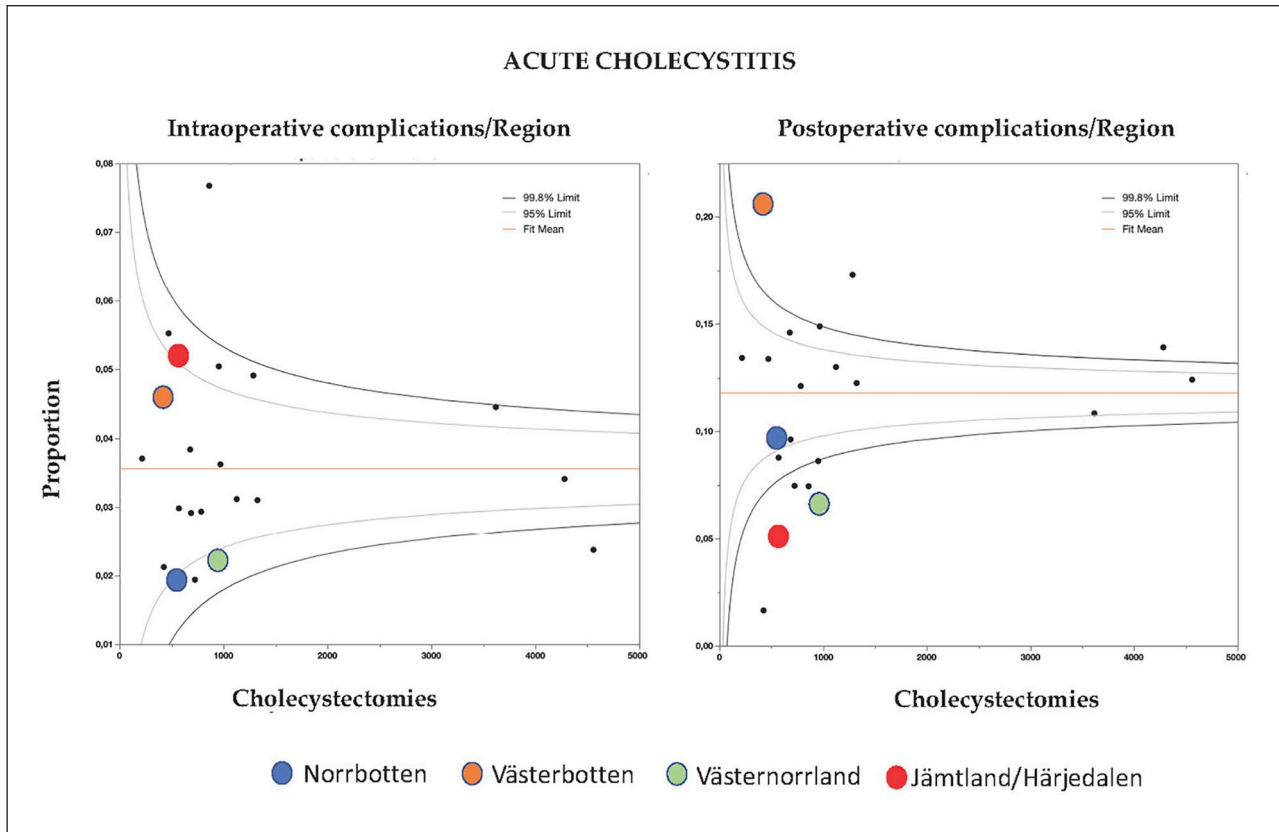 ACUTE CHOLECYSTITIS
Intraoperative complications/Region
0,08
0,07
0,06
0,05
0,04
0,03
0,02
0,01
99.8% Limit
95% Limit
Fit Mean
0
1000
2000
3000
4000
5000
Proportion
Cholecystectomies
Postoperative complications/Region
0,20
0,15
0,10
0,05
0,00
99.8% Limit
95% Limit
Fit Mean
0
1000
2000
3000
4000
5000
Cholecystectomies
Norrbotten
Västerbotten
Västernorrland
Jämtland/Härjedalen